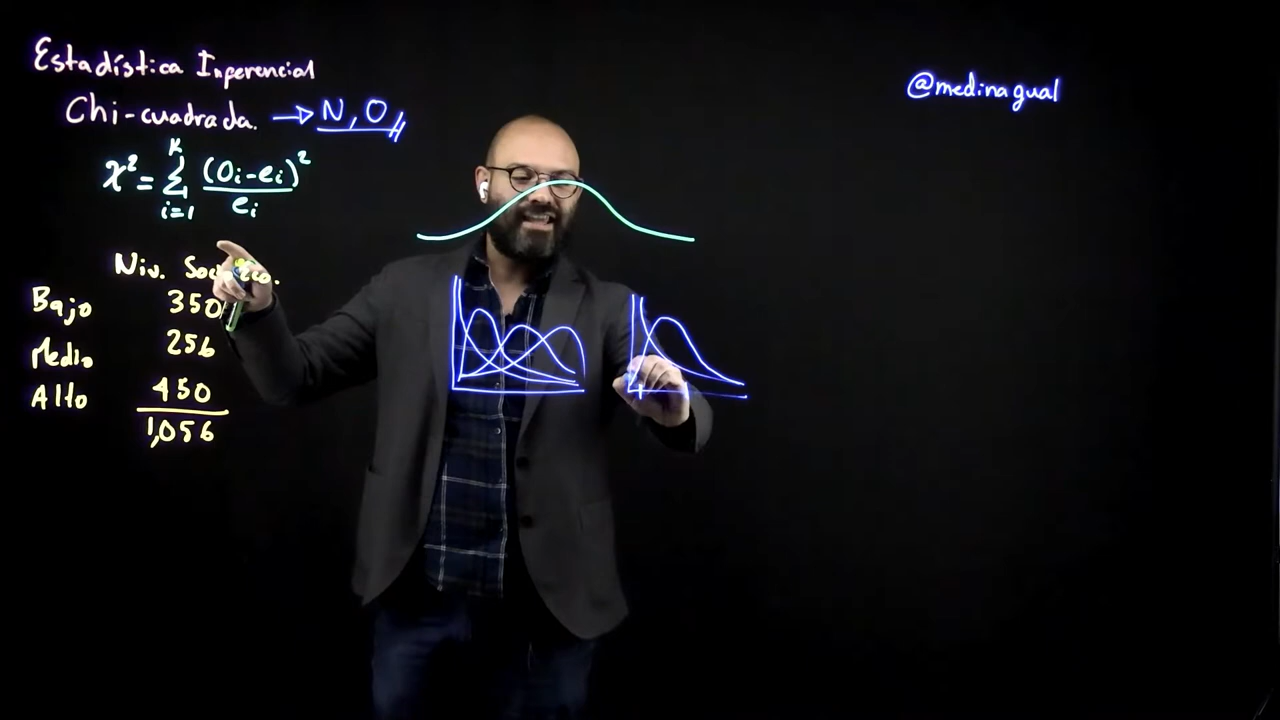 Estadística Inferencial
@medinagual
Chi-cuadrada. → N, O
χ² = Σ (Oi-ei)²
K
i=1
ei
Niv.
Bajo 350
Medio 256
Alto 450
1,056